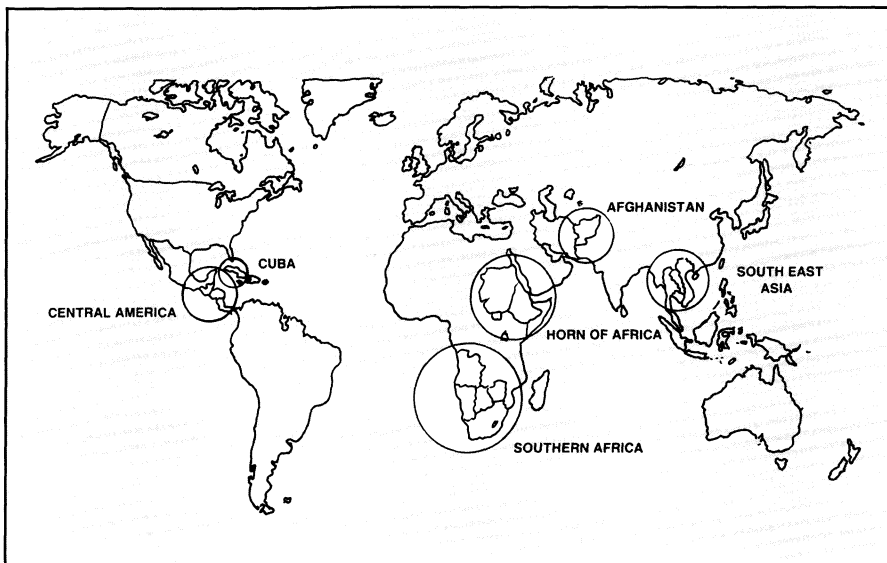 AFGHANISTAN
CUBA
SOUTH EAST
ASIA
CENTRAL AMERICA
HORN OF AFRICA
SOUTHERN AFRICA